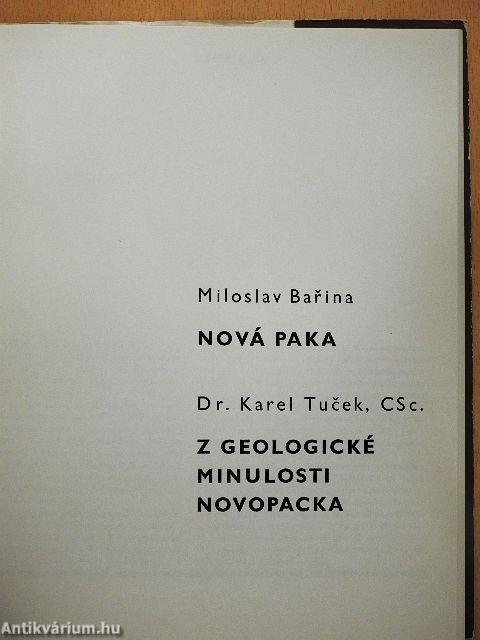 Miloslav Bařina
NOVÁ PAKA
Dr. Karel Tuček, CSc.
Z GEOLOGICKÉ
MINULOSTI
NOVOPACKA
Antikvárium.hu